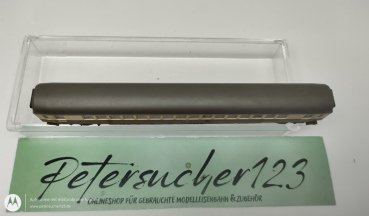 Petersucher123
ONLINESHOP FÜR GEBRAUCHTE MODELLEISENBAHN & ZUBEHÖR